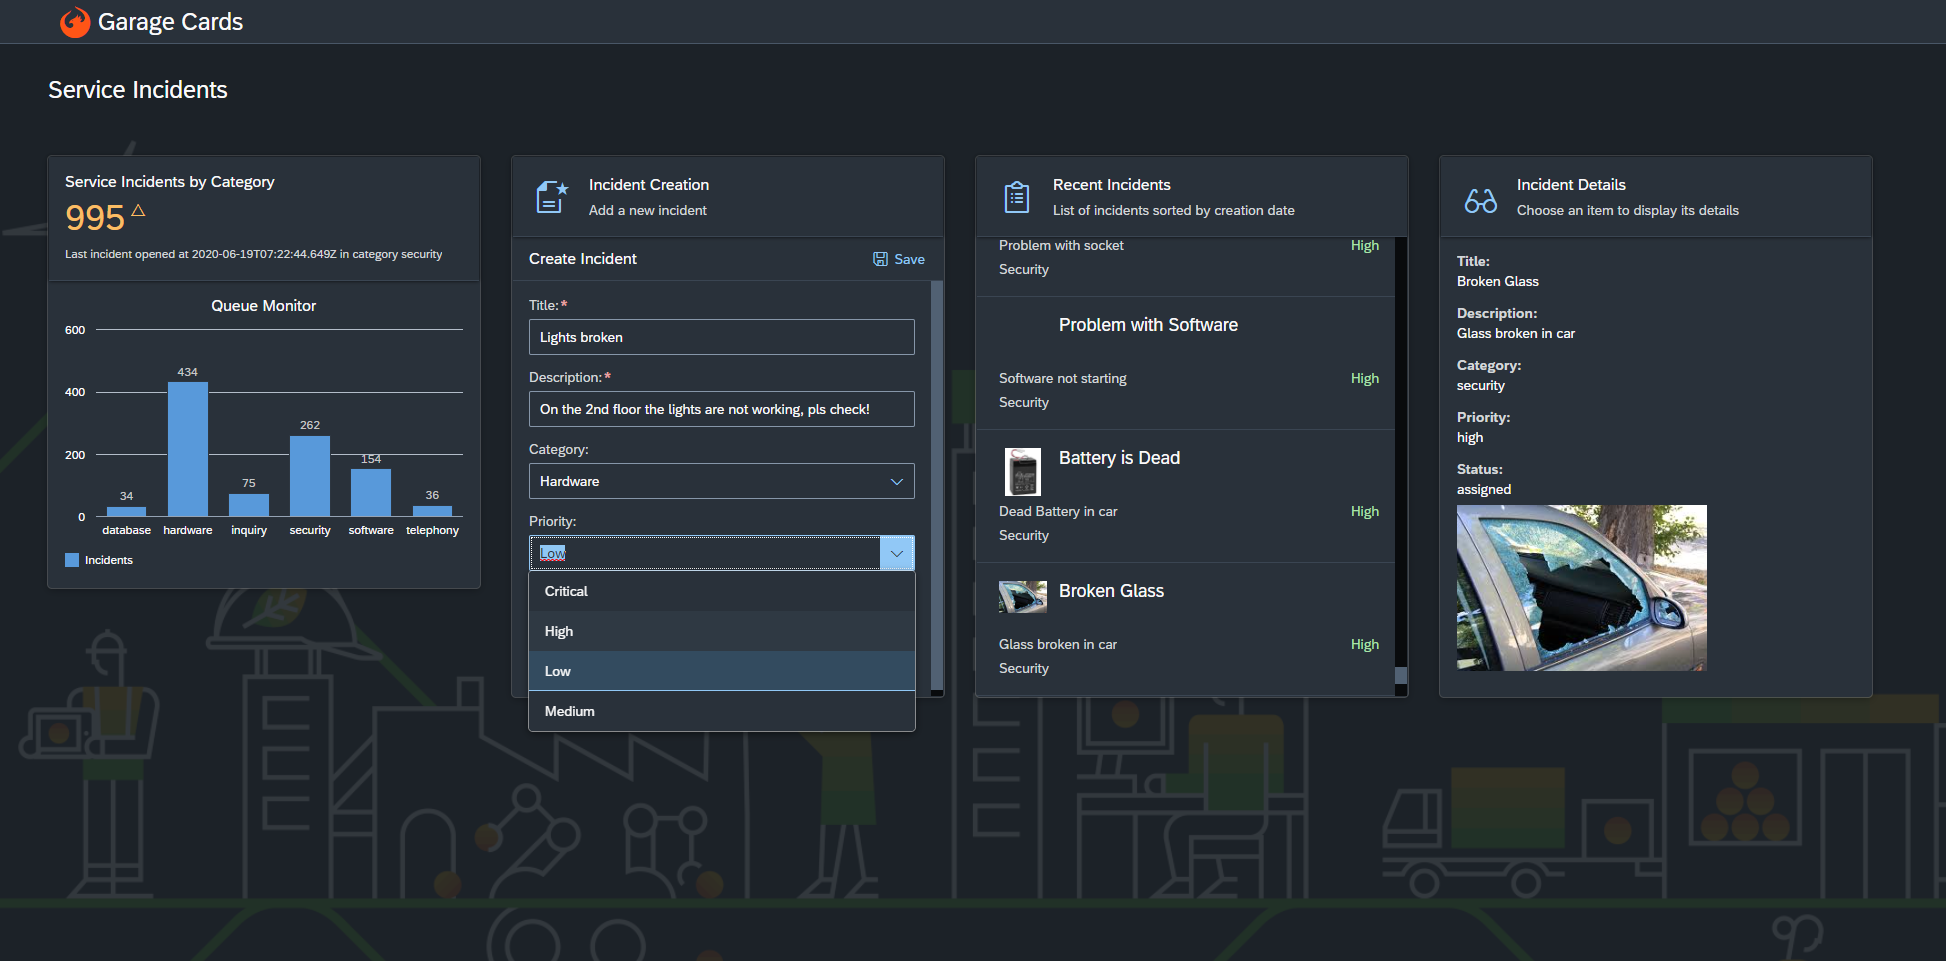 Garage Cards
Service Incidents
Service Incidents by Category
995
Last incident opened at 2020-06-19T07:22:44.649Z in category security
Queue Monitor
600
400
200
0
34
434
75
262
154
36
database hardware inquiry security software telephony
Incidents
Incident Creation
Add a new incident
Create Incident
Save
Title:*
Lights broken
Description:*
On the 2nd floor the lights are not working, pls check!
Category:
Hardware
Priority:
Low
Critical
High
Low
Medium
Recent Incidents
List of incidents sorted by creation date
Problem with socket High
Security
Problem with Software
Software not starting High
Security
Battery is Dead
Dead Battery in car High
Security
Broken Glass
Glass broken in car High
Security
Incident Details
Choose an item to display its details
Title:
Broken Glass
Description:
Glass broken in car
Category:
security
Priority:
high
Status:
assigned